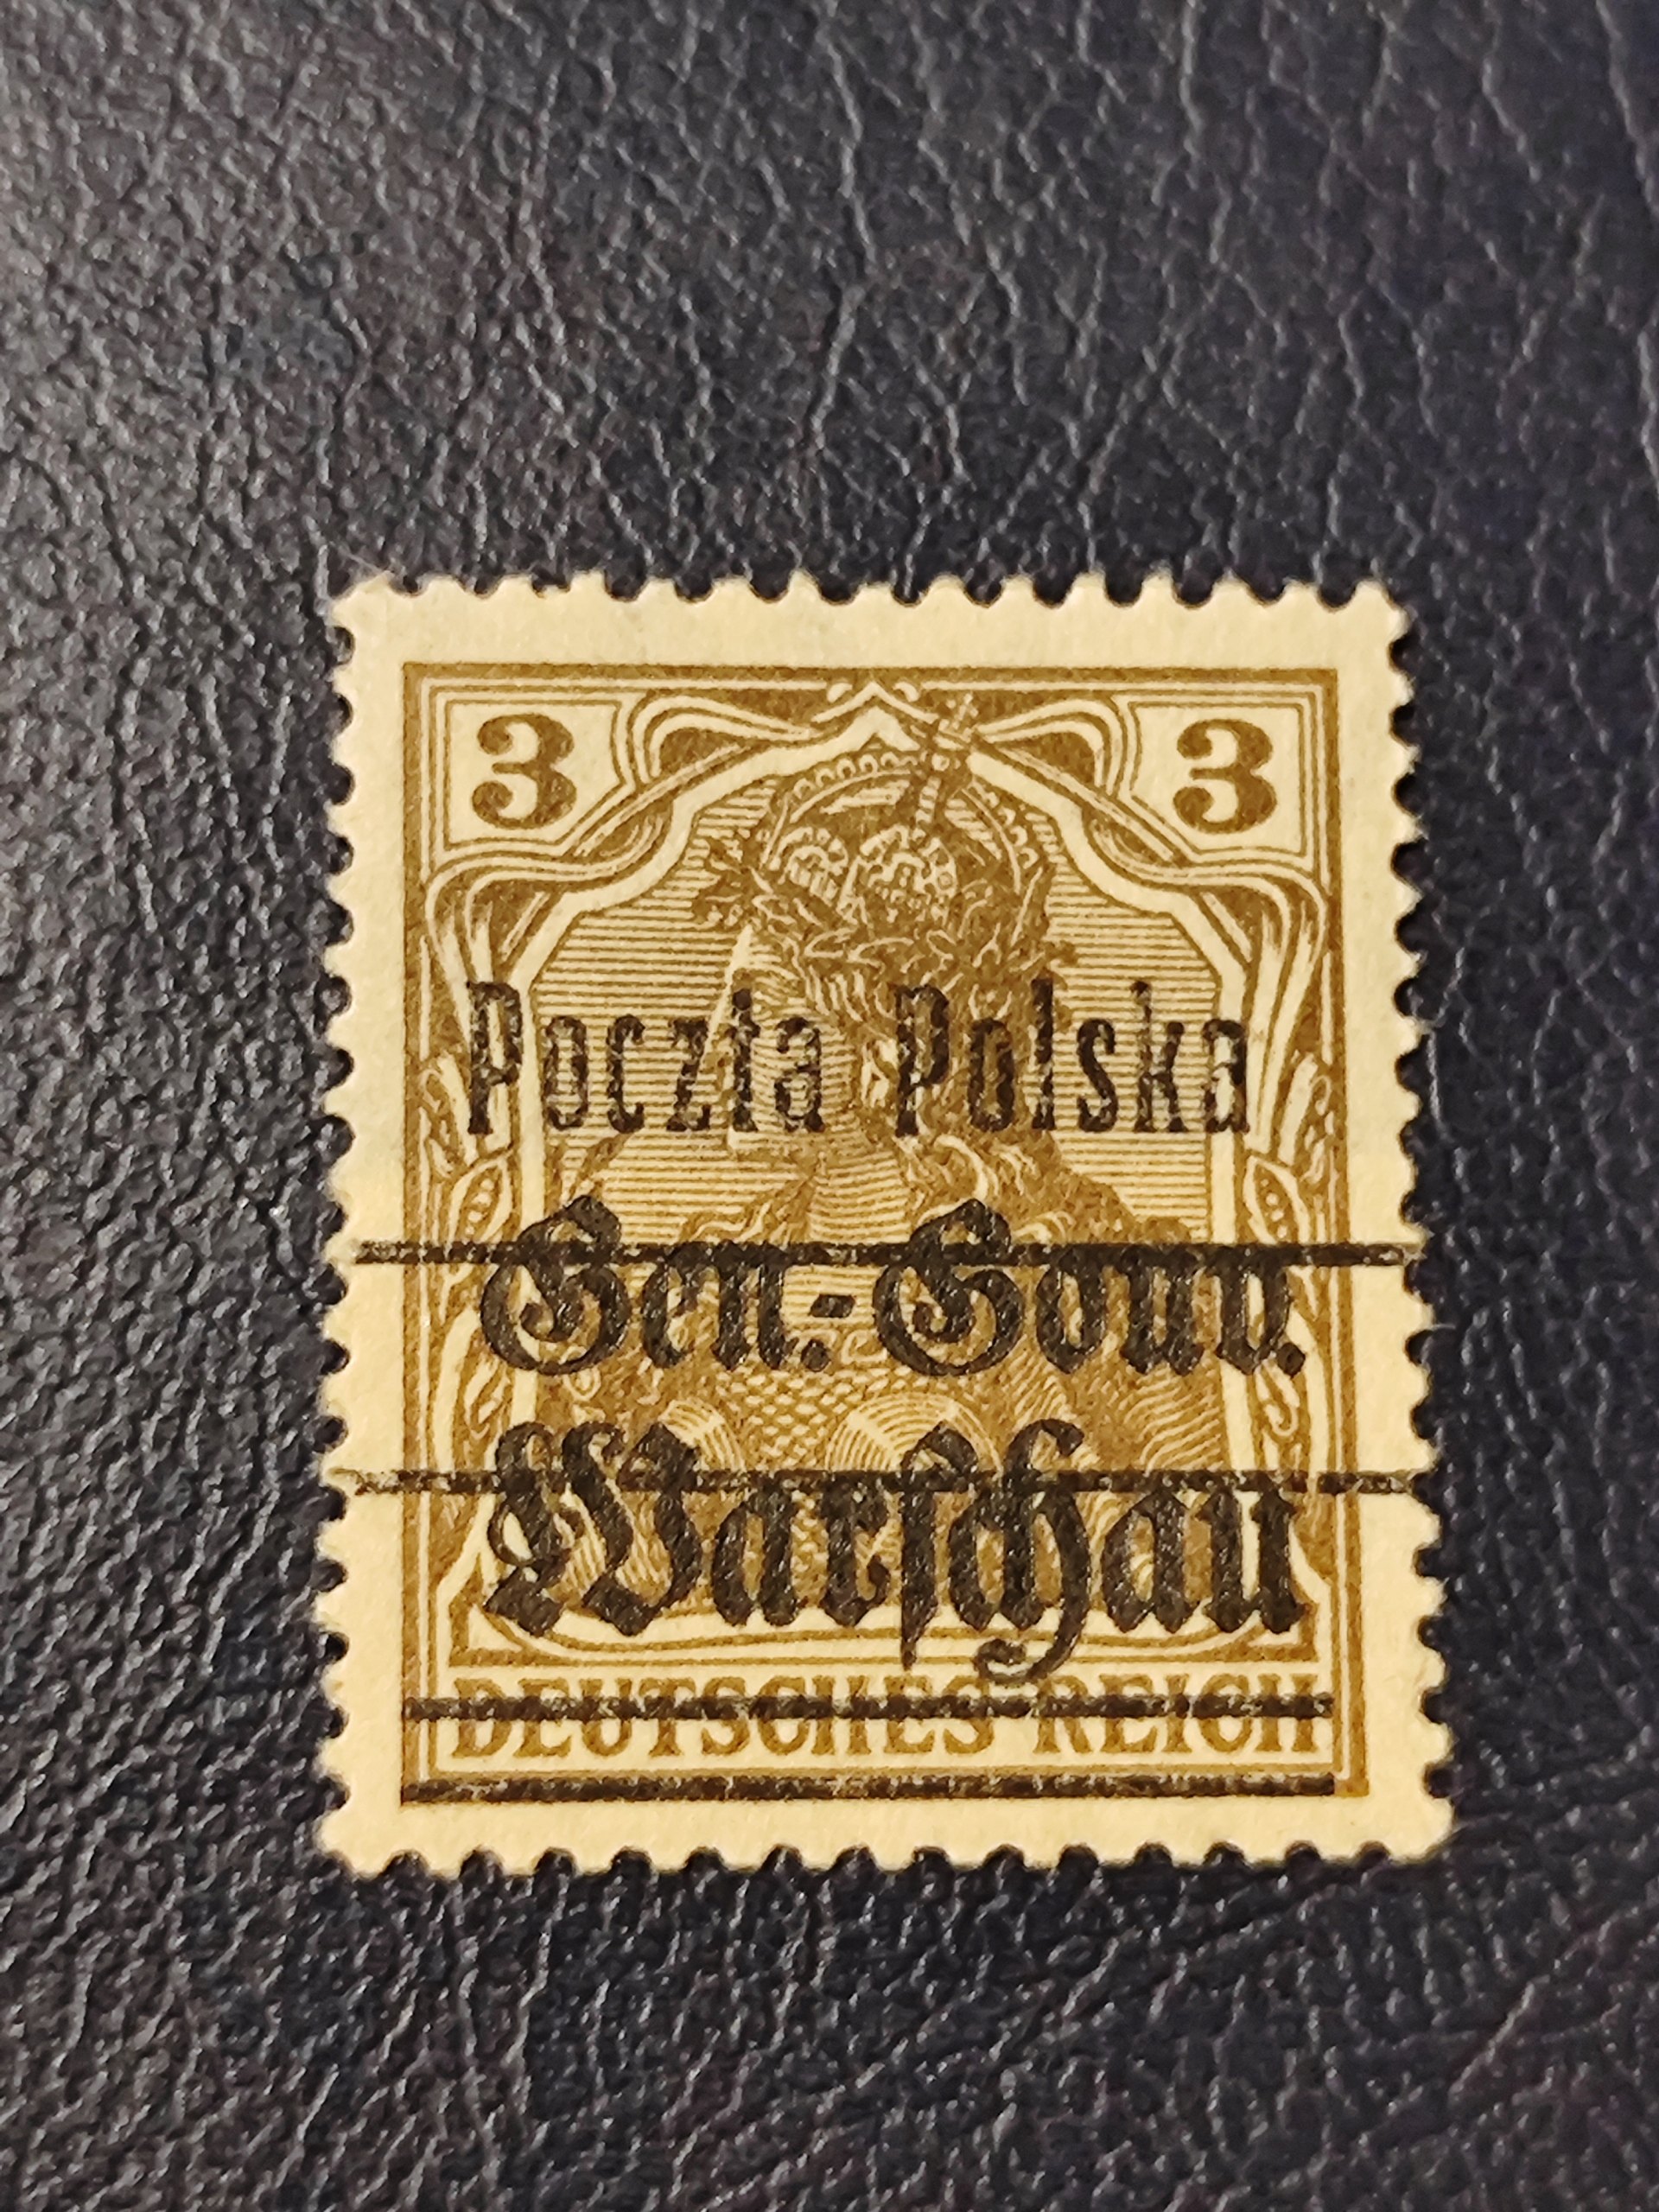 3 3
Poczta Polska
Gen.-Gouv.
Warschau
DEUTSCHES REICH